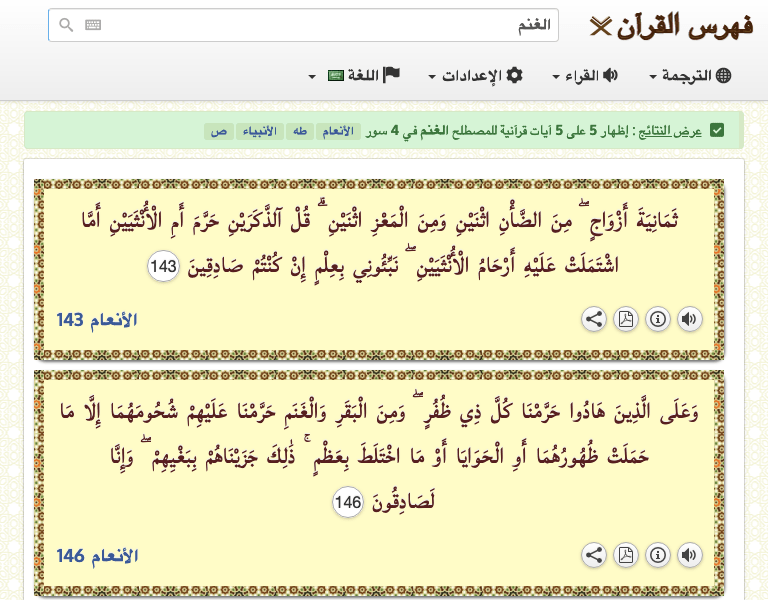 فهرس القرآن
الغنم
الترجمة
القراء
الإعدادات
اللغة
عرض النتائج : إظهار 5 على 5 آيات قرآنية للمصطلح الغنم في 4 سور الأنعام طه الأنبياء ص
ثَمَانِيَةَ أَزْوَاجٍ ۖ مِنَ الضَّأْنِ اثْنَيْنِ وَمِنَ الْمَعْزِ اثْنَيْنِ ۗ قُلْ آلذَّكَرَيْنِ حَرَّمَ أَمِ الْأُنْثَيَيْنِ أَمَّا
اشْتَمَلَتْ عَلَيْهِ أَرْحَامُ الْأُنْثَيَيْنِ ۖ نَبِّئُونِي بِعِلْمٍ إِنْ كُنْتُمْ صَادِقِينَ 143
الأنعام 143
وَعَلَى الَّذِينَ هَادُوا حَرَّمْنَا كُلَّ ذِي ظُفُرٍ ۖ وَمِنَ الْبَقَرِ وَالْغَنَمِ حَرَّمْنَا عَلَيْهِمْ شُحُومَهُمَا إِلَّا مَا
حَمَلَتْ ظُهُورُهُمَا أَوِ الْحَوَايَا أَوْ مَا اخْتَلَطَ بِعَظْمٍ ۚ ذَٰلِكَ جَزَيْنَاهُمْ بِبَغْيِهِمْ ۖ وَإِنَّا
لَصَادِقُونَ 146
الأنعام 146